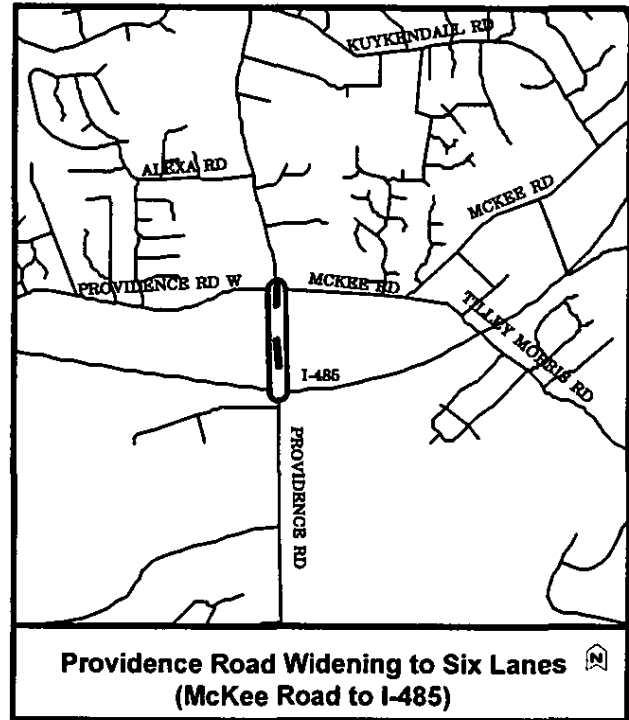 KUYKENDALL RD
ALEXA RD
MCKEE RD
PROVIDENCE RD W
MCKEE RD
TILLEY MORRIS RD
I-485
PROVIDENCE RD
Providence Road Widening to Six Lanes
N
(McKee Road to I-485)